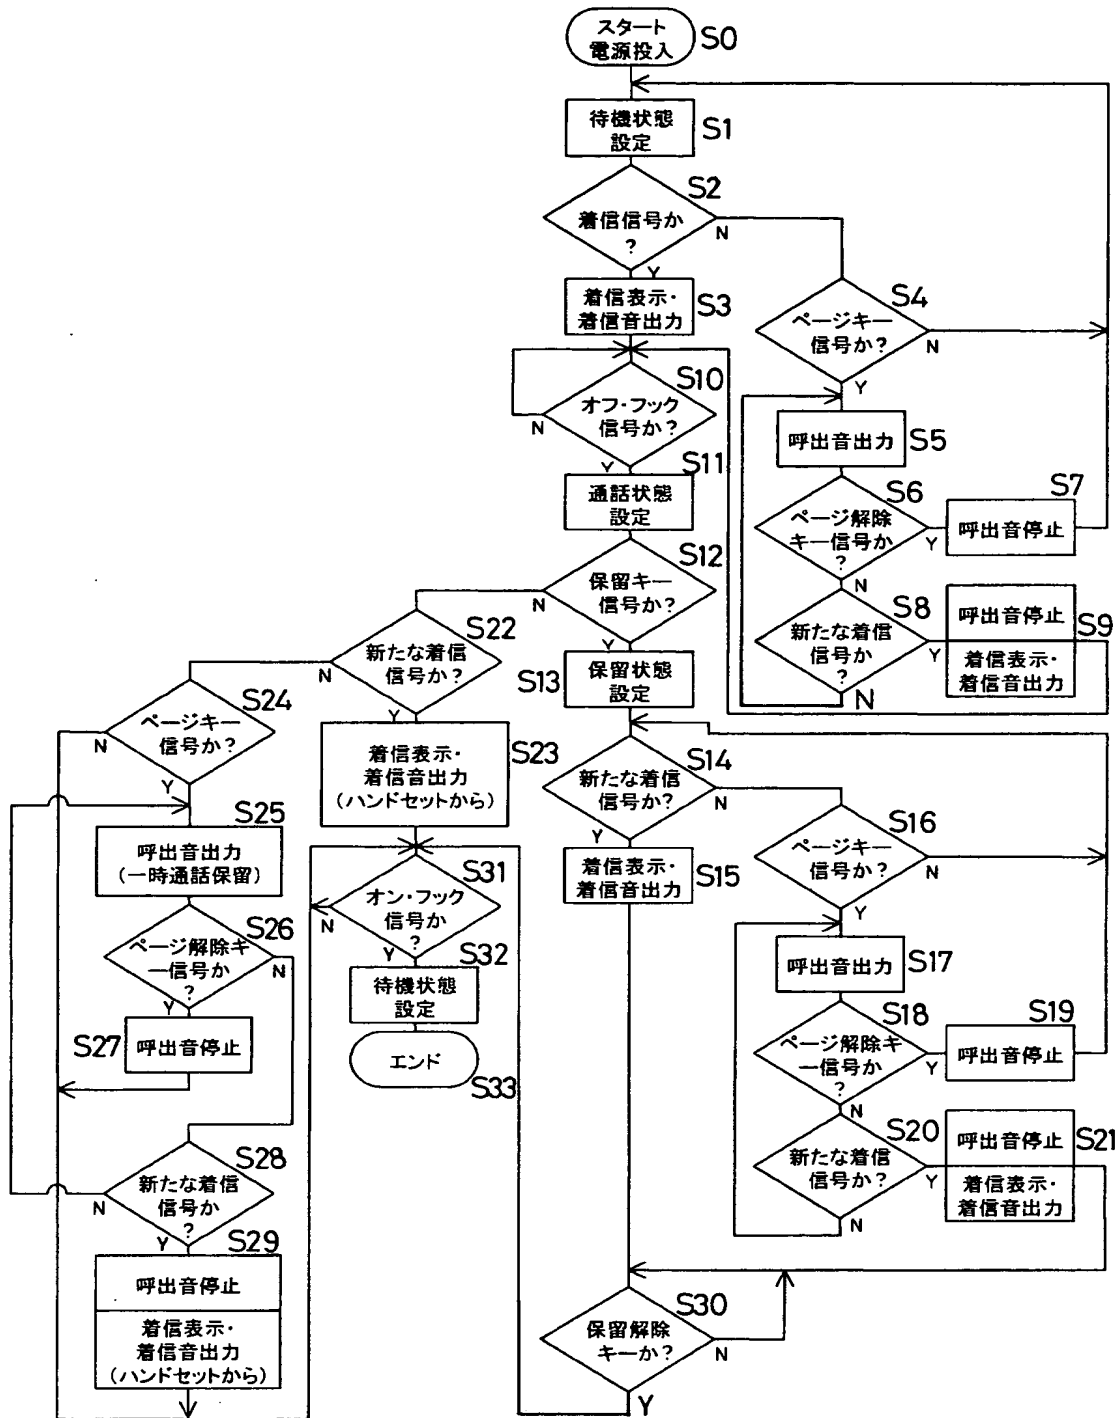 スタート
電源投入
S0
待機状態
設定
S1
着信信号か
?
S2
N
Y
着信表示・
着信音出力
S3
ページキー
信号か?
S4
N
Y
呼出音出力
S5
ページ解除
キー信号か
?
S6
Y
N
呼出音停止
S7
新たな着信
信号か?
S8
Y
N
呼出音停止
着信表示・
着信音出力
S9
オフ・フック
信号か?
S10
N
Y
通話状態
設定
S11
保留キー
信号か?
S12
N
Y
保留状態
設定
S13
新たな着信
信号か?
S14
N
Y
着信表示・
着信音出力
S15
ページキー
信号か?
S16
N
Y
呼出音出力
S17
ページ解除キ
ー信号か
?
S18
Y
N
呼出音停止
S19
新たな着信
信号か?
S20
Y
N
呼出音停止
着信表示・
着信音出力
S21
新たな着信
信号か?
S22
N
Y
着信表示・
着信音出力
(ハンドセットから)
S23
ページキー
信号か?
S24
N
Y
呼出音出力
(一時通話保留)
S25
ページ解除キ
ー信号か
?
S26
N
Y
呼出音停止
S27
新たな着信
信号か
?
S28
N
Y
呼出音停止
着信表示・
着信音出力
(ハンドセットから)
S29
保留解除
キーか?
S30
N
Y
オン・フック
信号か
?
S31
N
Y
待機状態
設定
S32
エンド
S33